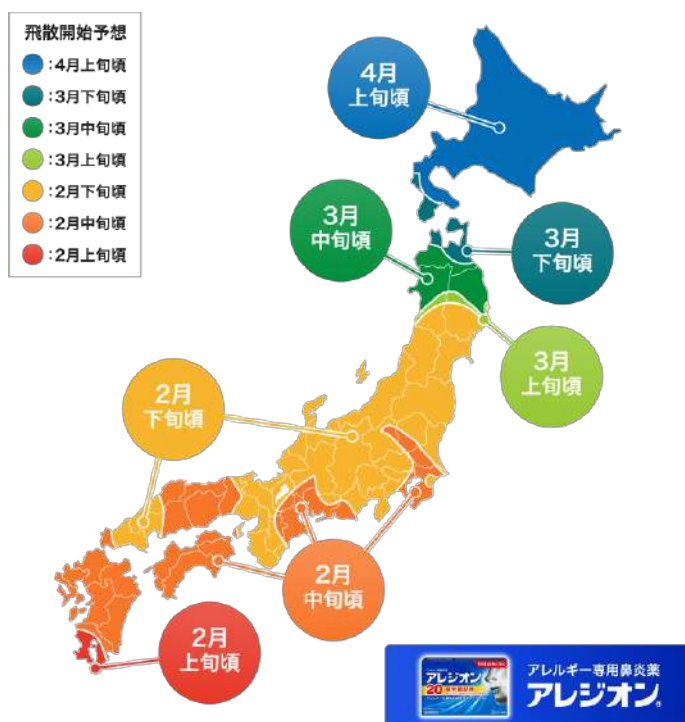 飛散開始予想
:4月上旬頃
:3月下旬頃
:3月中旬頃
:3月上旬頃
:2月下旬頃
:2月中旬頃
:2月上旬頃
4月
上旬頃
3月
中旬頃
3月
下旬頃
3月
上旬頃
2月
下旬頃
2月
中旬頃
2月
上旬頃
アレジオン
20
アレルギー専用鼻炎薬
アレジオン®